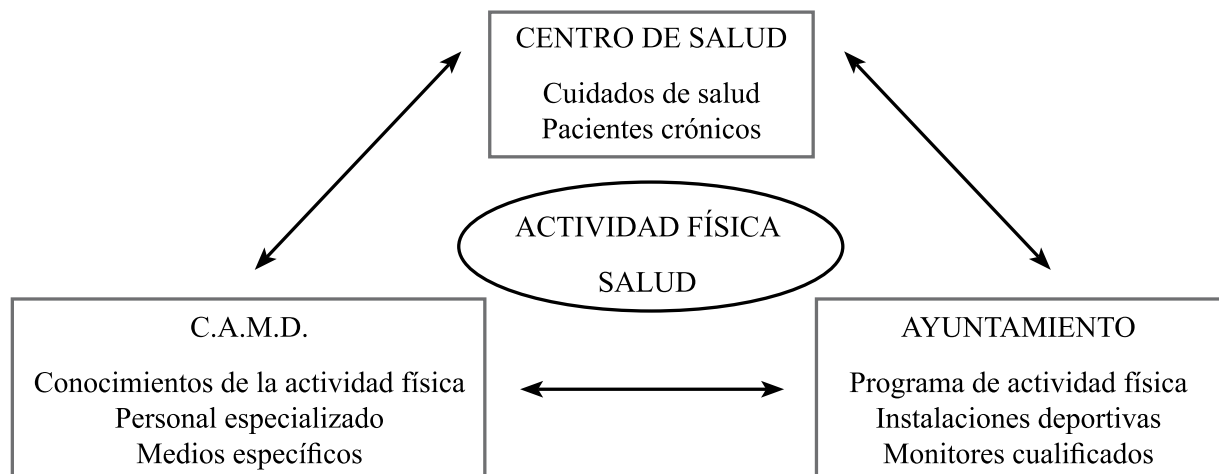 CENTRO DE SALUD
Cuidados de salud
Pacientes crónicos
ACTIVIDAD FÍSICA
SALUD
C.A.M.D.
Conocimientos de la actividad física
Personal especializado
Medios específicos
AYUNTAMIENTO
Programa de actividad física
Instalaciones deportivas
Monitores cualificados